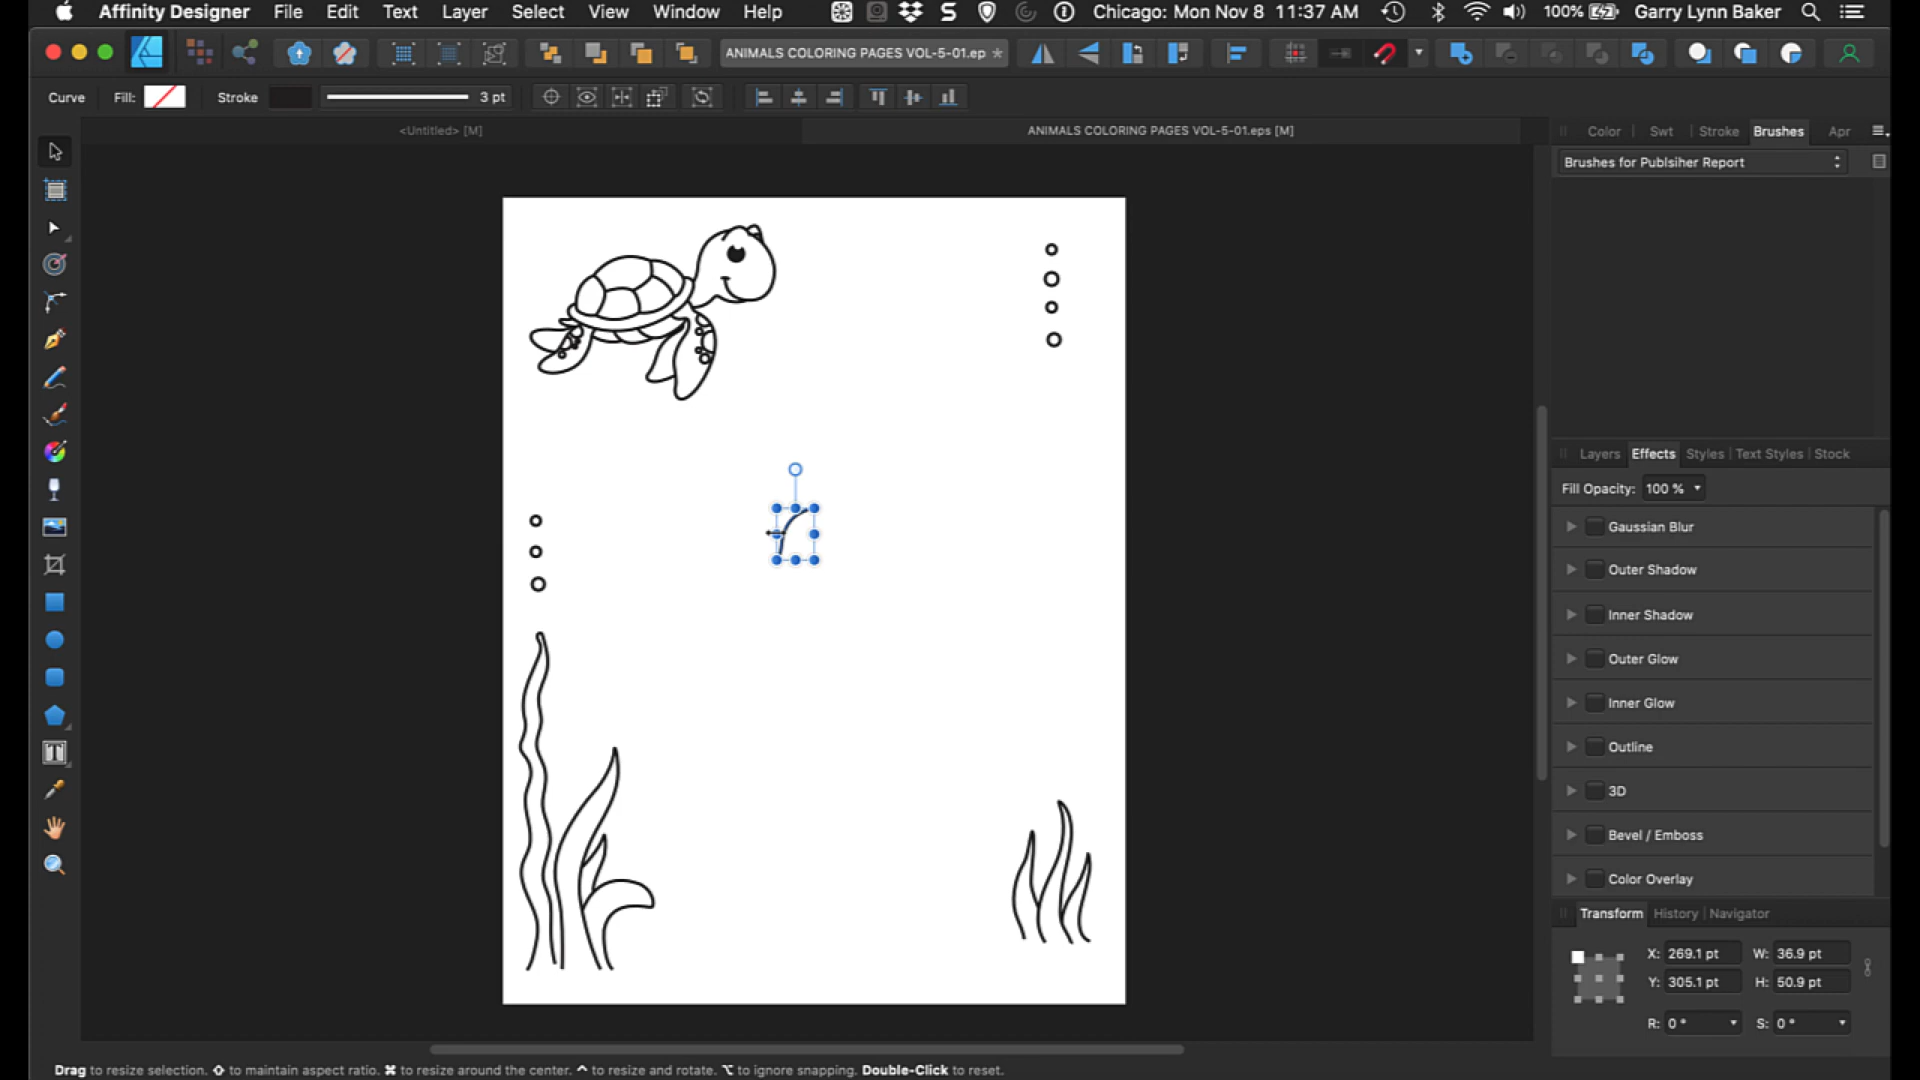 Affinity Designer File Edit Text Layer Select View Window Help S Chicago: Mon Nov 8 11:37 AM 100% Garry Lynn Baker
ANIMALS COLORING PAGES VOL-5-01.ep *
Curve Fill: Stroke 3 pt
<Untitled> [M] ANIMALS COLORING PAGES VOL-5-01.eps [M]
Color Swt Stroke Brushes Apr
Brushes for Publsiher Report
Layers Effects Styles Text Styles Stock
Fill Opacity: 100 %
Gaussian Blur
Outer Shadow
Inner Shadow
Outer Glow
Inner Glow
Outline
3D
Bevel / Emboss
Color Overlay
Transform History Navigator
X: 269.1 pt W: 36.9 pt
Y: 305.1 pt H: 50.9 pt
R: 0 ° S: 0 °
Drag to resize selection. ⇧ to maintain aspect ratio. ⌘ to resize around the center. ^ to resize and rotate. ⌥ to ignore snapping. Double-Click to reset.